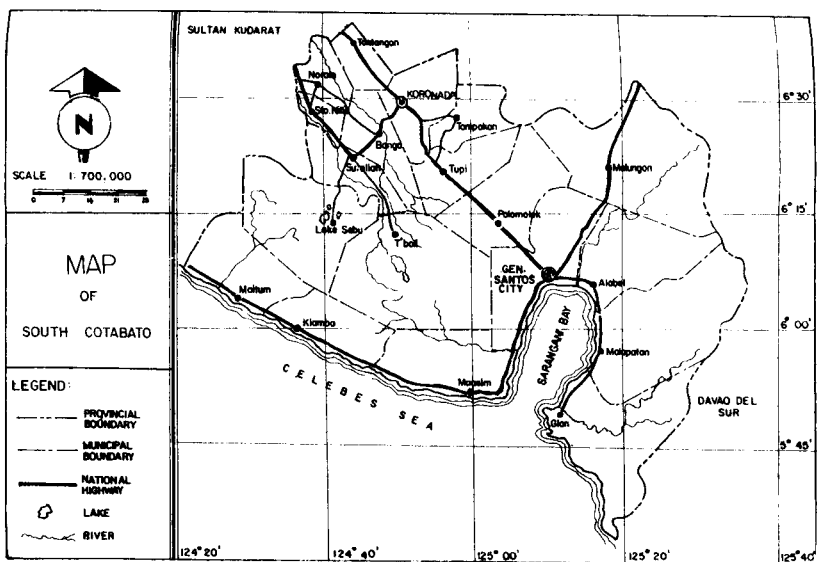 N
SCALE 1: 700,000
0 7 14 21 28
MAP
OF
SOUTH COTABATO
LEGEND:
PROVINCIAL
BOUNDARY
MUNICIPAL
BOUNDARY
NATIONAL
HIGHWAY
LAKE
RIVER
SULTAN KUDARAT
Tantangan
Norala
KORONADAL
Sto. Niño
Tampakan
Banga
Surallah
Tupi
Malungon
Lake Sebu
T'boli
Polomolok
GEN.
SANTOS
CITY
Alabel
Maitum
Kiamba
SARANGANI BAY
Malapatan
Maasim
CELEBES SEA
DAVAO DEL
SUR
Glan
6°30'
6°15'
6°00'
5°45'
124°20'
124°40'
125°00'
125°20'
125°40'